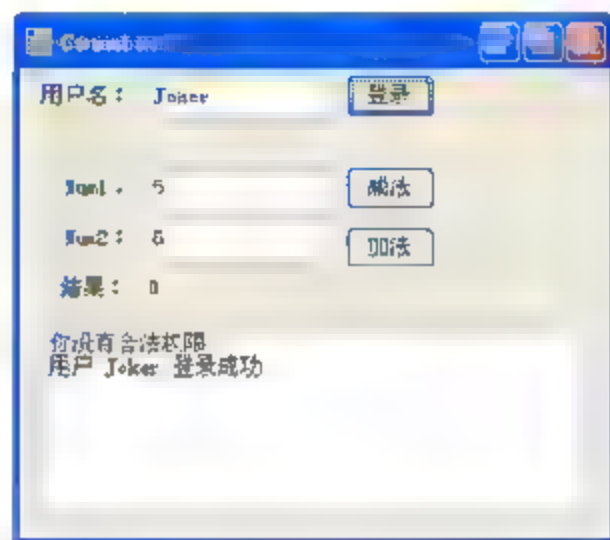 用户名： Joker 登录
Num1： 5 减法
Num2： 5 加法
结果： 0
你没有合法权限
用户 Joker 登录成功